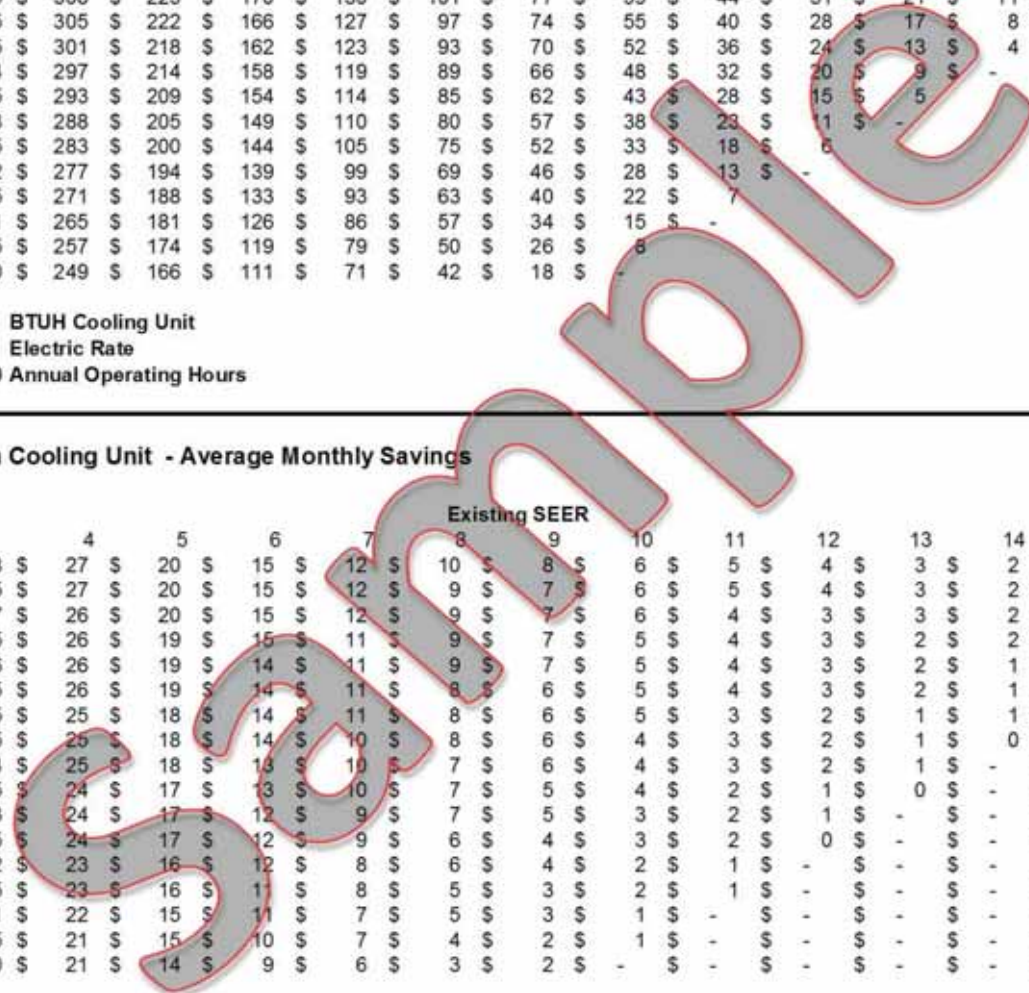 $ 305 $ 222 $ 166 $ 127 $ 97 $ 74 $ 55 $ 40 $ 28 $ 17 $ 8
$ 301 $ 218 $ 162 $ 123 $ 93 $ 70 $ 52 $ 36 $ 24 $ 13 $ 4
$ 297 $ 214 $ 158 $ 119 $ 89 $ 66 $ 48 $ 32 $ 20 $ 9 $ -
$ 293 $ 209 $ 154 $ 114 $ 85 $ 62 $ 43 $ 28 $ 15 $ 5
$ 288 $ 205 $ 149 $ 110 $ 80 $ 57 $ 38 $ 23 $ 11 $ -
$ 283 $ 200 $ 144 $ 105 $ 75 $ 52 $ 33 $ 18 $ 6
$ 277 $ 194 $ 139 $ 99 $ 69 $ 46 $ 28 $ 13 $ -
$ 271 $ 188 $ 133 $ 93 $ 63 $ 40 $ 22 $ 7
$ 265 $ 181 $ 126 $ 86 $ 57 $ 34 $ 15 $ -
$ 257 $ 174 $ 119 $ 79 $ 50 $ 26 $ 8
$ 249 $ 166 $ 111 $ 71 $ 42 $ 18 $ -
BTUH Cooling Unit
Electric Rate
Annual Operating Hours
Cooling Unit - Average Monthly Savings
Existing SEER
4 5 6 7 8 9 10 11 12 13 14
$ 27 $ 20 $ 15 $ 12 $ 10 $ 8 $ 6 $ 5 $ 4 $ 3 $ 2
$ 27 $ 20 $ 15 $ 12 $ 9 $ 7 $ 6 $ 5 $ 4 $ 3 $ 2
$ 26 $ 20 $ 15 $ 12 $ 9 $ 7 $ 6 $ 4 $ 3 $ 3 $ 2
$ 26 $ 19 $ 15 $ 11 $ 9 $ 7 $ 5 $ 4 $ 3 $ 2 $ 2
$ 26 $ 19 $ 14 $ 11 $ 9 $ 7 $ 5 $ 4 $ 3 $ 2 $ 1
$ 26 $ 19 $ 14 $ 11 $ 8 $ 6 $ 5 $ 4 $ 3 $ 2 $ 1
$ 25 $ 18 $ 14 $ 11 $ 8 $ 6 $ 5 $ 3 $ 2 $ 1 $ 1
$ 25 $ 18 $ 14 $ 10 $ 8 $ 6 $ 4 $ 3 $ 2 $ 1 $ 0
$ 25 $ 18 $ 13 $ 10 $ 7 $ 6 $ 4 $ 3 $ 2 $ 1 $ -
$ 24 $ 17 $ 13 $ 10 $ 7 $ 5 $ 4 $ 2 $ 1 $ 0 $ -
$ 24 $ 17 $ 12 $ 9 $ 7 $ 5 $ 3 $ 2 $ 1 $ - $ -
$ 24 $ 17 $ 12 $ 9 $ 6 $ 4 $ 3 $ 2 $ 0 $ - $ -
$ 23 $ 16 $ 12 $ 8 $ 6 $ 4 $ 2 $ 1 $ - $ - $ -
$ 23 $ 16 $ 11 $ 8 $ 5 $ 3 $ 2 $ 1 $ - $ - $ -
$ 22 $ 15 $ 11 $ 7 $ 5 $ 3 $ 1 $ - $ - $ - $ -
$ 21 $ 15 $ 10 $ 7 $ 4 $ 2 $ 1 $ - $ - $ - $ -
$ 21 $ 14 $ 9 $ 6 $ 3 $ 2 $ - $ - $ - $ - $ -
Sample